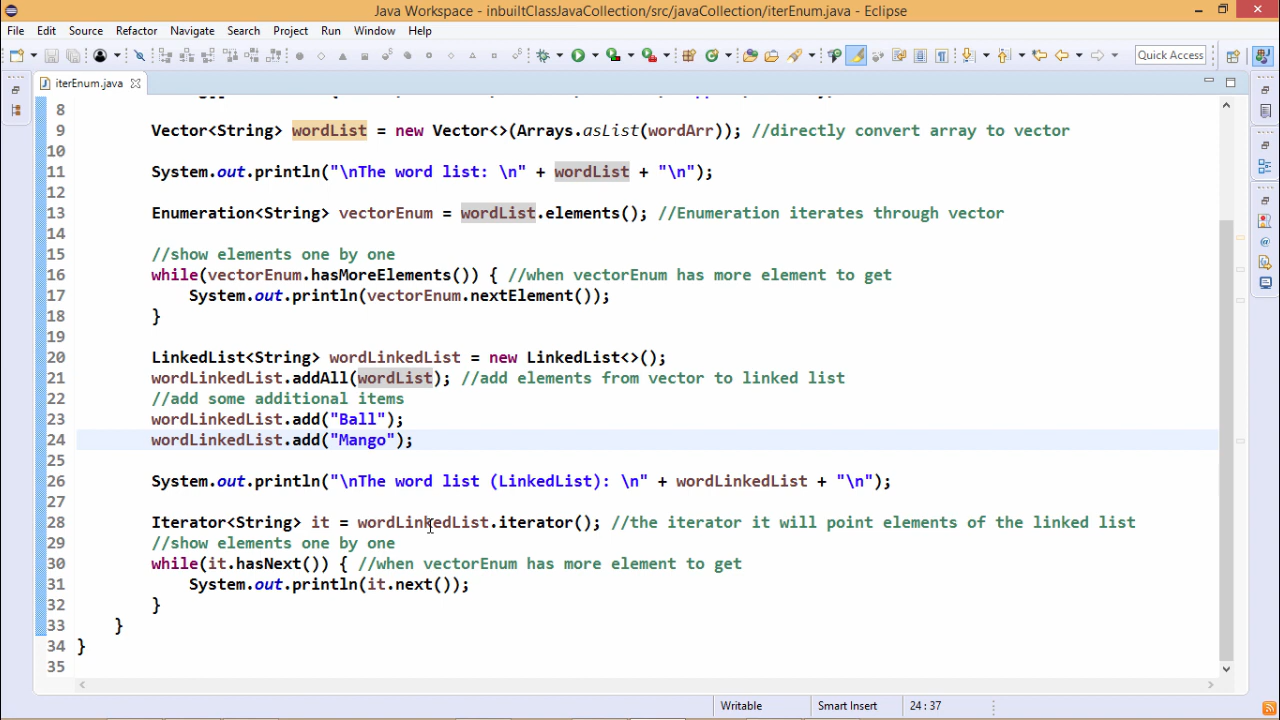 Java Workspace - inbuiltClassJavaCollection/src/javaCollection/iterEnum.java - Eclipse
File Edit Source Refactor Navigate Search Project Run Window Help
Quick Access
iterEnum.java
8
9 Vector<String> wordList = new Vector<>(Arrays.asList(wordArr)); //directly convert array to vector
10
11 System.out.println("\nThe word list: \n" + wordList + "\n");
12
13 Enumeration<String> vectorEnum = wordList.elements(); //Enumeration iterates through vector
14
15 //show elements one by one
16 while(vectorEnum.hasMoreElements()) { //when vectorEnum has more element to get
17 System.out.println(vectorEnum.nextElement());
18 }
19
20 LinkedList<String> wordLinkedList = new LinkedList<>();
21 wordLinkedList.addAll(wordList); //add elements from vector to linked list
22 //add some additional items
23 wordLinkedList.add("Ball");
24 wordLinkedList.add("Mango");
25
26 System.out.println("\nThe word list (LinkedList): \n" + wordLinkedList + "\n");
27
28 Iterator<String> it = wordLinkedList.iterator(); //the iterator it will point elements of the linked list
29 //show elements one by one
30 while(it.hasNext()) { //when vectorEnum has more element to get
31 System.out.println(it.next());
32 }
33 }
34 }
35
Writable Smart Insert 24 : 37